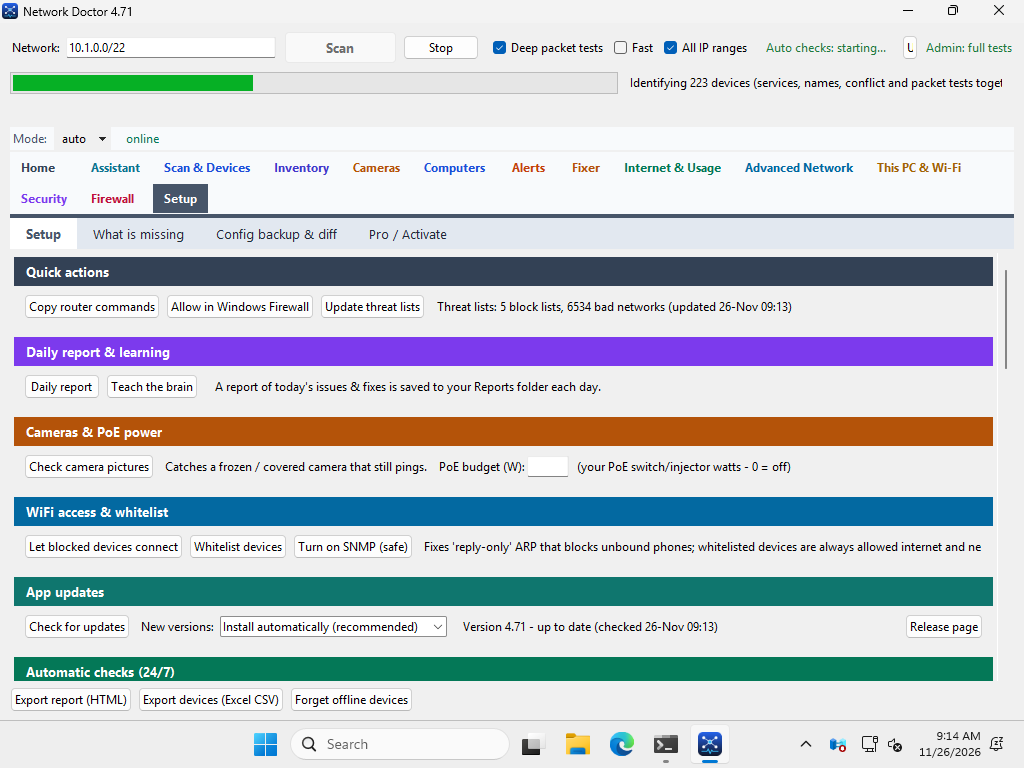 Network Doctor 4.71
Network: 10.1.0.0/22 Scan Stop Deep packet tests Fast All IP ranges Auto checks: starting... Admin: full tests
Identifying 223 devices (services, names, conflict and packet tests toget
Mode: auto online
Home Assistant Scan & Devices Inventory Cameras Computers Alerts Fixer Internet & Usage Advanced Network This PC & Wi-Fi
Security Firewall Setup
Setup What is missing Config backup & diff Pro / Activate
Quick actions
Copy router commands Allow in Windows Firewall Update threat lists Threat lists: 5 block lists, 6534 bad networks (updated 26-Nov 09:13)
Daily report & learning
Daily report Teach the brain A report of today's issues & fixes is saved to your Reports folder each day.
Cameras & PoE power
Check camera pictures Catches a frozen / covered camera that still pings. PoE budget (W): (your PoE switch/injector watts - 0 = off)
WiFi access & whitelist
Let blocked devices connect Whitelist devices Turn on SNMP (safe) Fixes 'reply-only' ARP that blocks unbound phones; whitelisted devices are always allowed internet and ne
App updates
Check for updates New versions: Install automatically (recommended) Version 4.71 - up to date (checked 26-Nov 09:13) Release page
Automatic checks (24/7)
Export report (HTML) Export devices (Excel CSV) Forget offline devices
Search
9:14 AM
11/26/2026